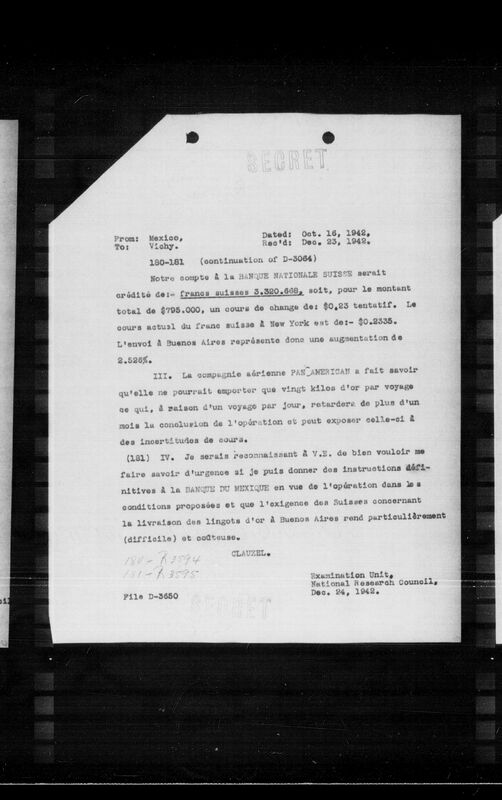 SECRET
From: Mexico, Dated: Oct. 16, 1942.
To: Vichy. Rec'd: Dec. 23, 1942.
180-181 (continuation of D-3064)
Notre compte à la BANQUE NATIONALE SUISSE serait
crédité de:- francs suisses 3.320.668, soit, pour le montant
total de $795.000, un cours de change de: $0,23 tentatif. Le
cours actuel du franc suisse à New York est de:- $0.2335.
L'envoi à Buenos Aires représente donc une augmentation de
2.526%.
III. La compagnie aérienne PAN AMERICAN a fait savoir
qu'elle ne pourrait emporter que vingt kilos d'or par voyage
ce qui, à raison d'un voyage par jour, retardera de plus d'un
mois la conclusion de l'opération et peut exposer celle-ci à
des incertitudes de cours.
(181) IV. Je serais reconnaissant à V.E. de bien vouloir me
faire savoir d'urgence si je puis donner des instructions défi-
nitives à la BANQUE DU MEXIQUE en vue de l'opération dans les
conditions proposées et que l'exigence des Suisses concernant
la livraison des lingots d'or à Buenos Aires rend particulièrement
(difficile) et coûteuse.
CLAUZEL.
180 - R 3594
181 - R 3595
Examination Unit,
National Research Council,
File D-3650 Dec. 24, 1942.
SECRET